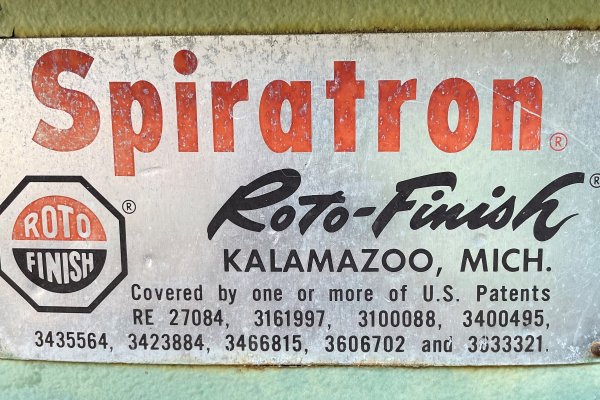 Spiratron®
ROTO FINISH ®
Roto-Finish ®
KALAMAZOO, MICH.
Covered by one or more of U.S. Patents
RE 27084, 3161997, 3100088, 3400495,
3435564, 3423884, 3466815, 3606702 and 3633321.